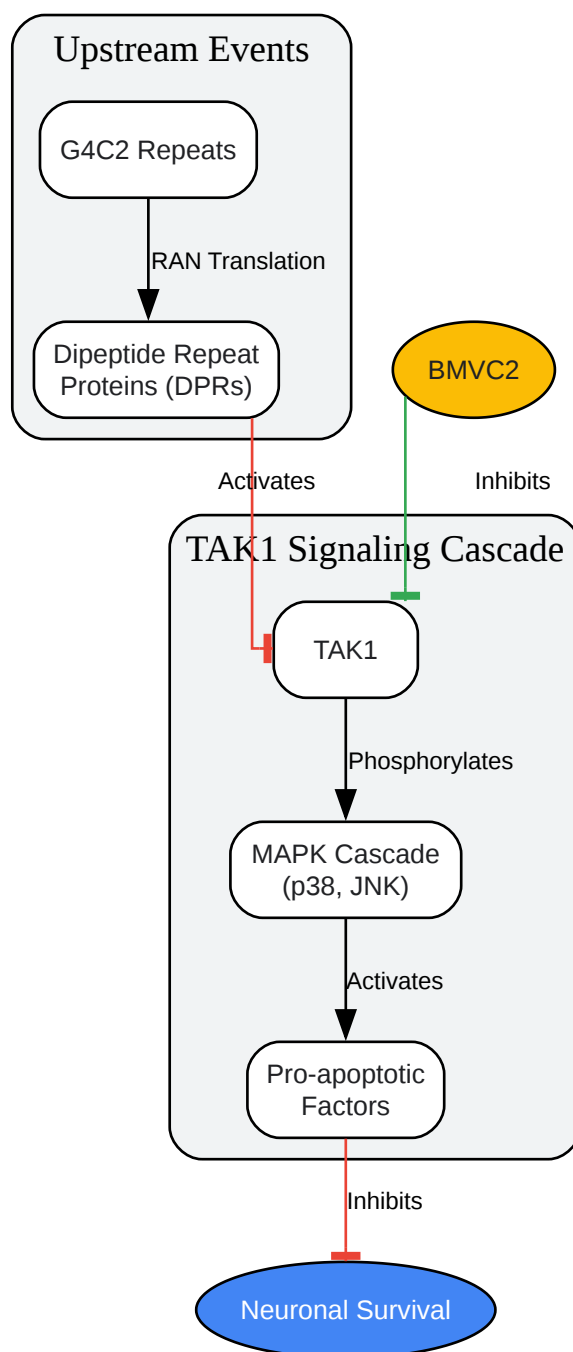 Upstream Events
G4C2 Repeats
RAN Translation
Dipeptide Repeat
Proteins (DPRs)
BMVC2
Activates
Inhibits
TAK1 Signaling Cascade
TAK1
Phosphorylates
MAPK Cascade
(p38, JNK)
Activates
Pro-apoptotic
Factors
Inhibits
Neuronal Survival